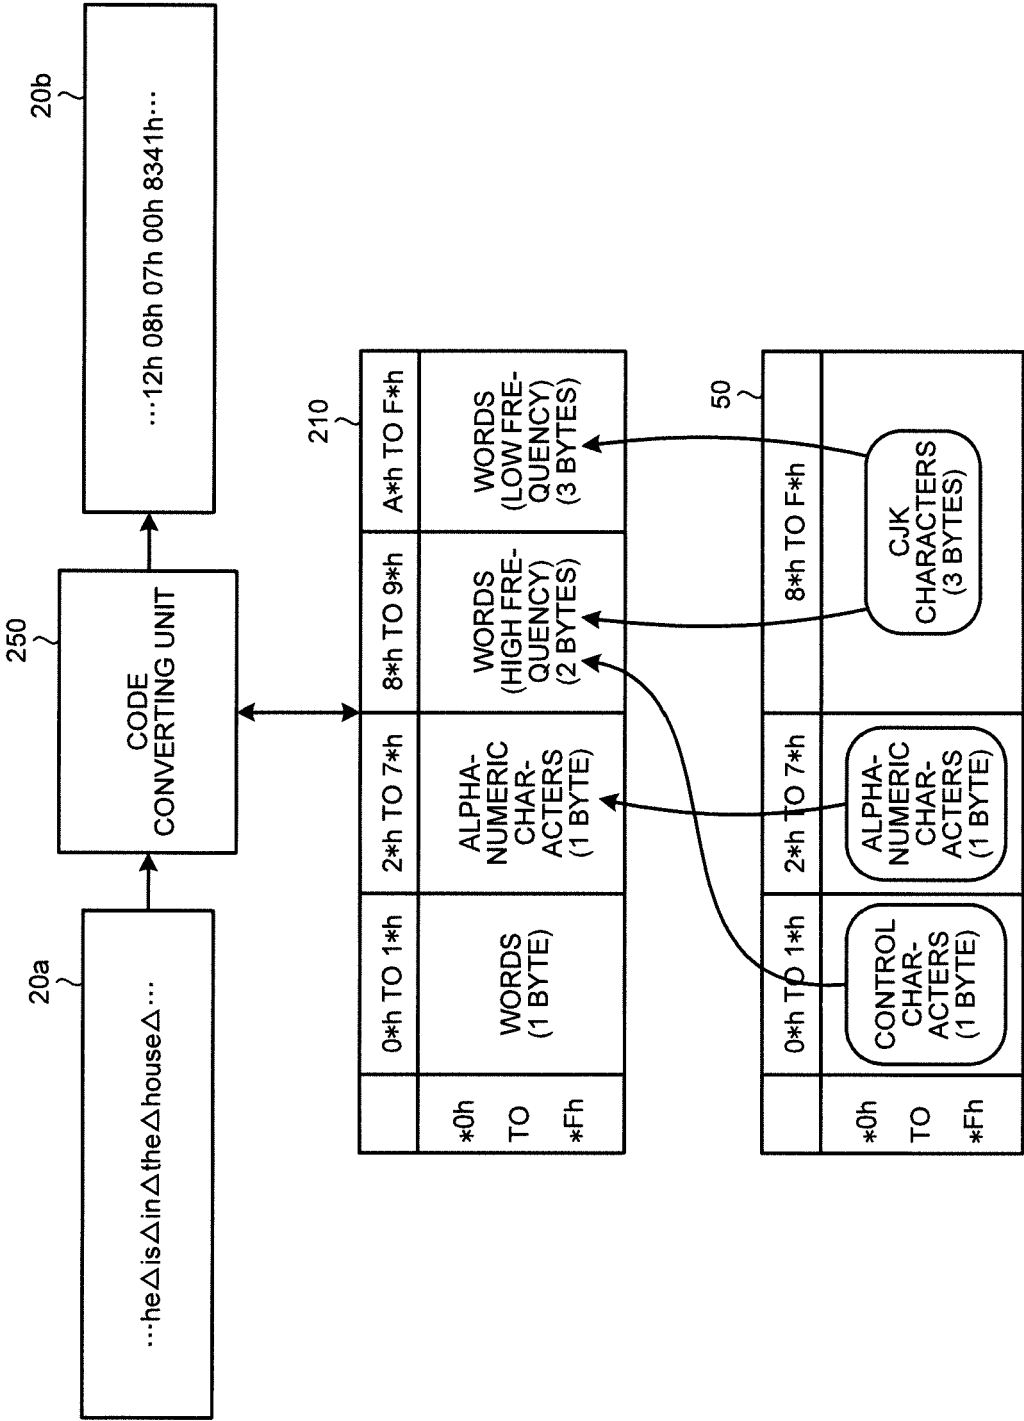 20a
…he△is△in△the△house△…
250
CODE
CONVERTING UNIT
20b
…12h 08h 07h 00h 8341h…
210
0*h TO 1*h
2*h TO 7*h
8*h TO 9*h
A*h TO F*h
*0h
TO
*Fh
WORDS
(1 BYTE)
ALPHA-
NUMERIC
CHAR-
ACTERS
(1 BYTE)
WORDS
(HIGH FRE-
QUENCY)
(2 BYTES)
WORDS
(LOW FRE-
QUENCY)
(3 BYTES)
50
0*h TO 1*h
2*h TO 7*h
8*h TO F*h
*0h
TO
*Fh
CONTROL
CHAR-
ACTERS
(1 BYTE)
ALPHA-
NUMERIC
CHAR-
ACTERS
(1 BYTE)
CJK
CHARACTERS
(3 BYTES)